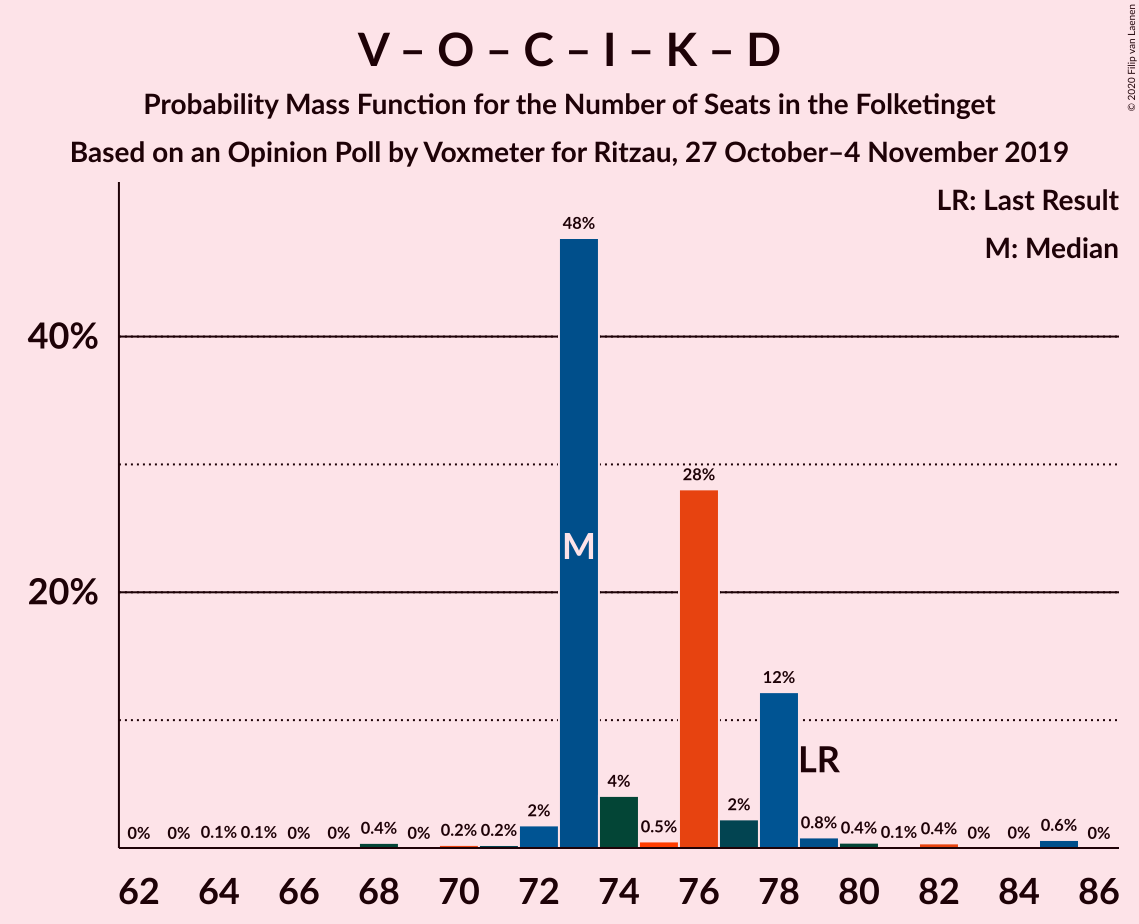 V – O – C – I – K – D
Probability Mass Function for the Number of Seats in the Folketinget
Based on an Opinion Poll by Voxmeter for Ritzau, 27 October–4 November 2019
© 2020 Filip van Laenen
LR: Last Result
M: Median
40%
20%
0% 0% 0.1% 0.1% 0% 0% 0.4% 0% 0.2% 0.2% 2% 48% 4% 0.5% 28% 2% 12% 0.8% 0.4% 0.1% 0.4% 0% 0% 0.6% 0%
M
LR
62 64 66 68 70 72 74 76 78 80 82 84 86